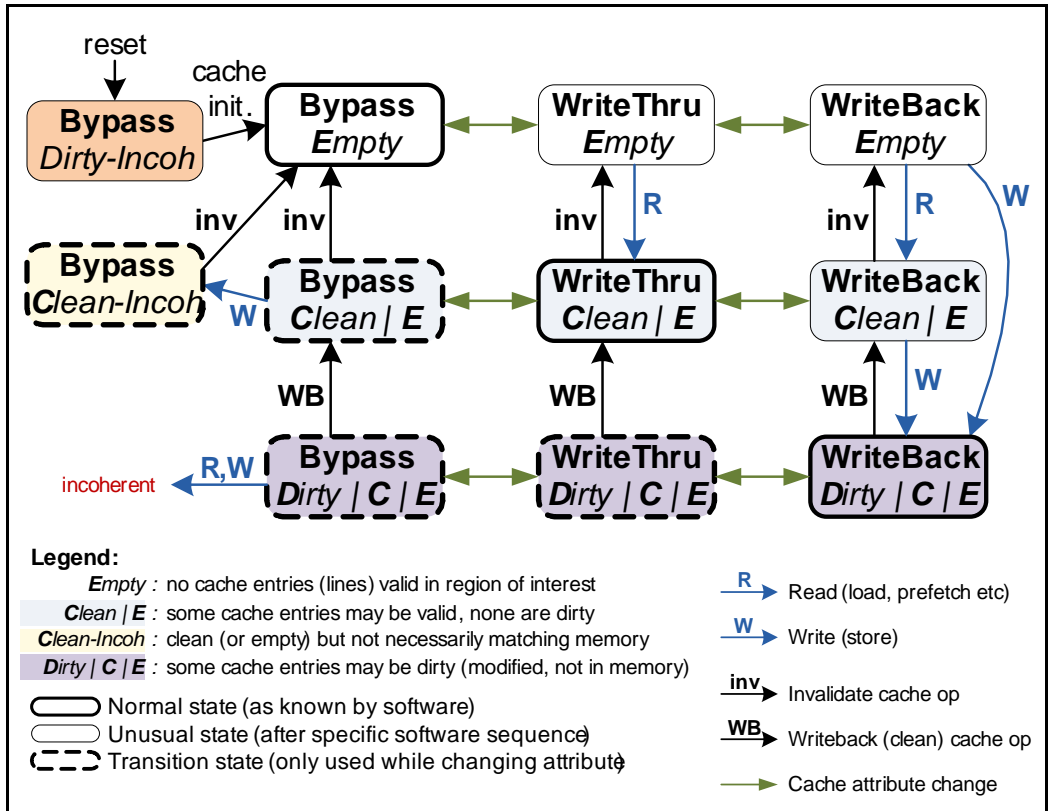 reset
cache
init.
Bypass
Dirty-Incoh
Bypass
Empty
WriteThru
Empty
WriteBack
Empty
inv
inv
inv
R
inv
R
W
Bypass
Clean-Incoh
W
Bypass
Clean | E
WriteThru
Clean | E
WriteBack
Clean | E
WB
WB
WB
W
R,W
incoherent
Bypass
Dirty | C | E
WriteThru
Dirty | C | E
WriteBack
Dirty | C | E
Legend:
Empty : no cache entries (lines) valid in region of interest
Clean | E : some cache entries may be valid, none are dirty
Clean-Incoh : clean (or empty) but not necessarily matching memory
Dirty | C | E : some cache entries may be dirty (modified, not in memory)
Normal state (as known by software)
Unusual state (after specific software sequence)
Transition state (only used while changing attribute)
R Read (load, prefetch etc)
W Write (store)
inv Invalidate cache op
WB Writeback (clean) cache op
Cache attribute change